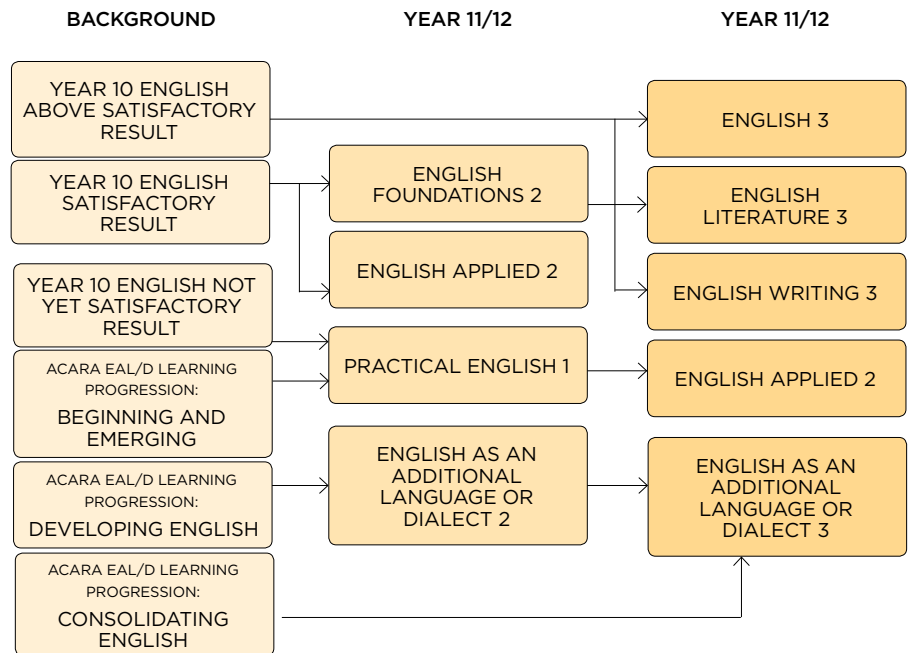 BACKGROUND
YEAR 11/12
YEAR 11/12
YEAR 10 ENGLISH
ABOVE SATISFACTORY
RESULT
YEAR 10 ENGLISH
SATISFACTORY
RESULT
YEAR 10 ENGLISH NOT
YET SATISFACTORY
RESULT
ACARA EAL/D LEARNING
PROGRESSION:
BEGINNING AND
EMERGING
ACARA EAL/D LEARNING
PROGRESSION:
DEVELOPING ENGLISH
ACARA EAL/D LEARNING
PROGRESSION:
CONSOLIDATING
ENGLISH
ENGLISH
FOUNDATIONS 2
ENGLISH APPLIED 2
PRACTICAL ENGLISH 1
ENGLISH AS AN
ADDITIONAL
LANGUAGE OR
DIALECT 2
ENGLISH 3
ENGLISH
LITERATURE 3
ENGLISH WRITING 3
ENGLISH APPLIED 2
ENGLISH AS AN
ADDITIONAL
LANGUAGE OR
DIALECT 3